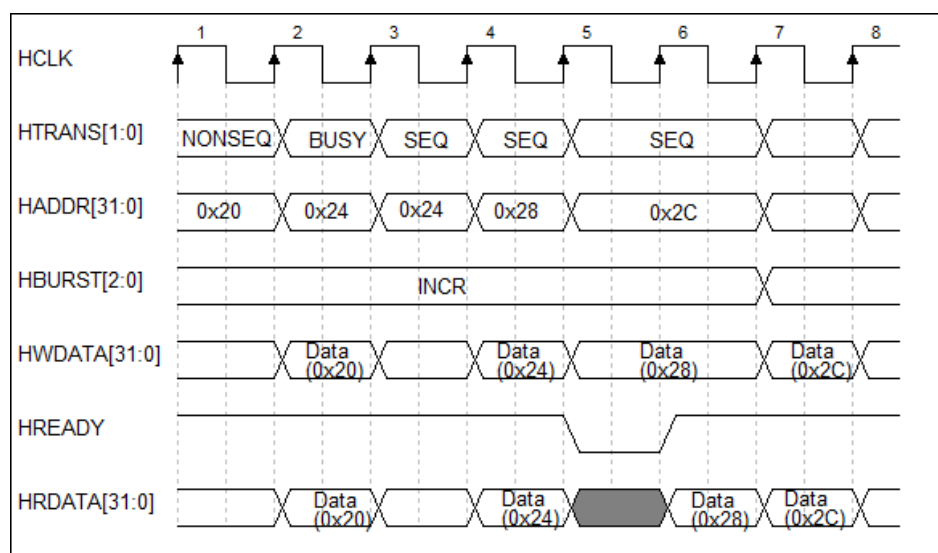 1 2 3 4 5 6 7 8
HCLK
HTRANS[1:0] NONSEQ BUSY SEQ SEQ SEQ
HADDR[31:0] 0x20 0x24 0x24 0x28 0x2C
HBURST[2:0] INCR
HWDATA[31:0] Data Data Data Data
(0x20) (0x24) (0x28) (0x2C)
HREADY
HRDATA[31:0] Data Data Data Data
(0x20) (0x24) (0x28) (0x2C)